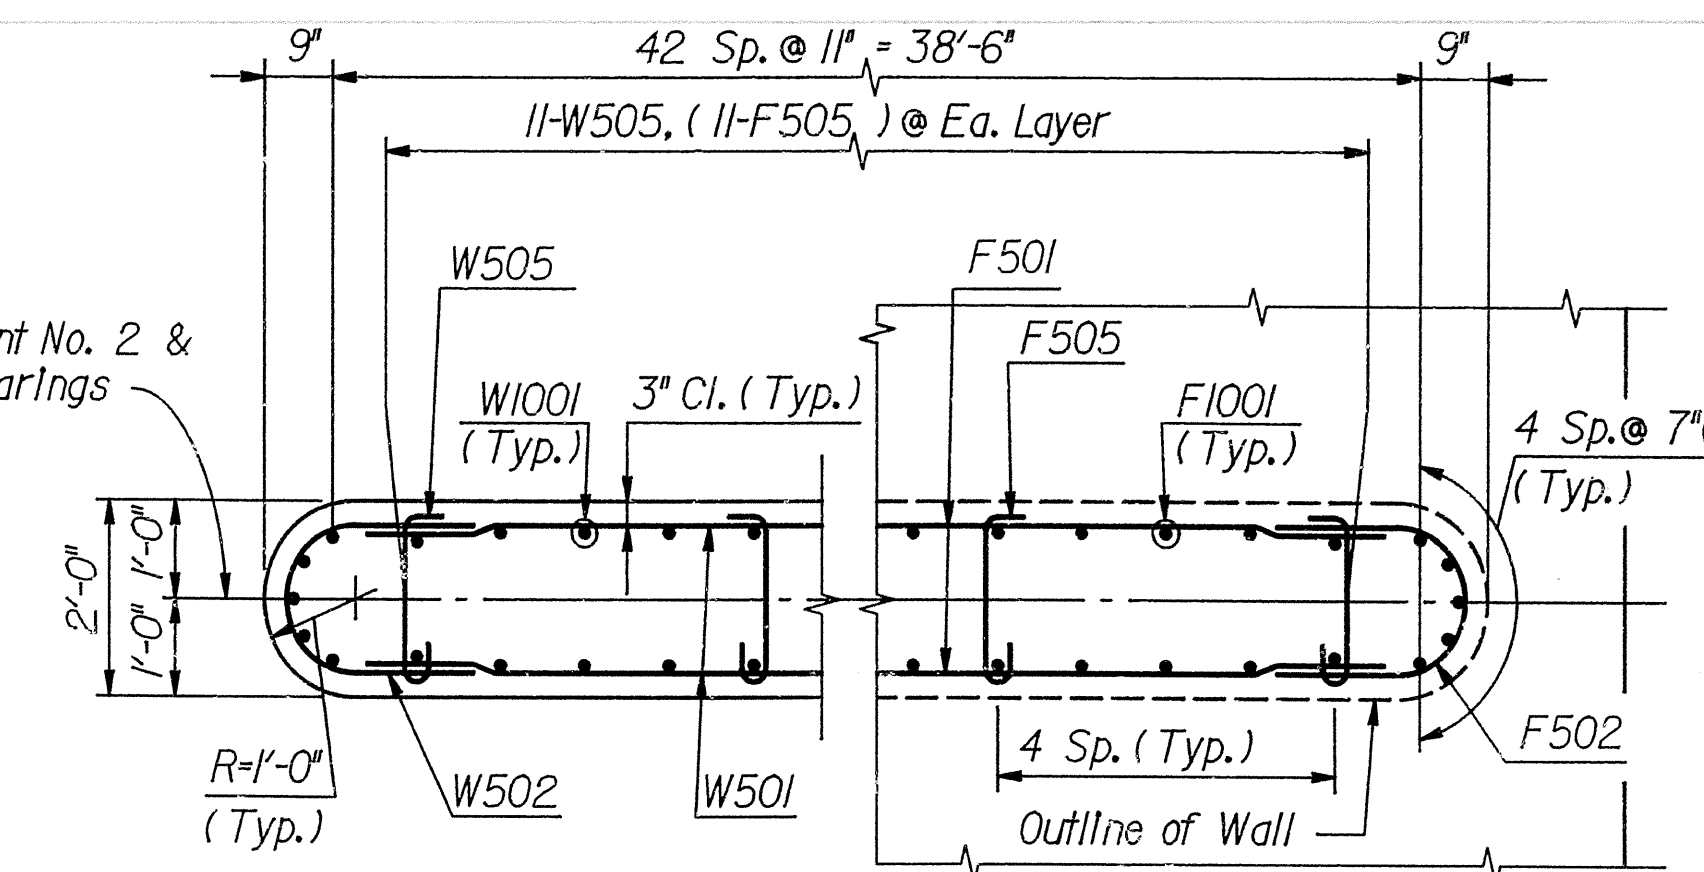 9" 42 Sp. @ 11" = 38'-6" 9"
11-W505, ( 11-F505 ) @ Ea. Layer
W505
F501
F505
nt No. 2 &
arings
W1001
(Typ.)
3" Cl. (Typ.)
F1001
(Typ.)
4 Sp. @ 7"(
(Typ.)
2'-0"
1'-0"
1'-0"
R=1'-0"
(Typ.)
W502
W501
4 Sp. (Typ.)
F502
Outline of Wall